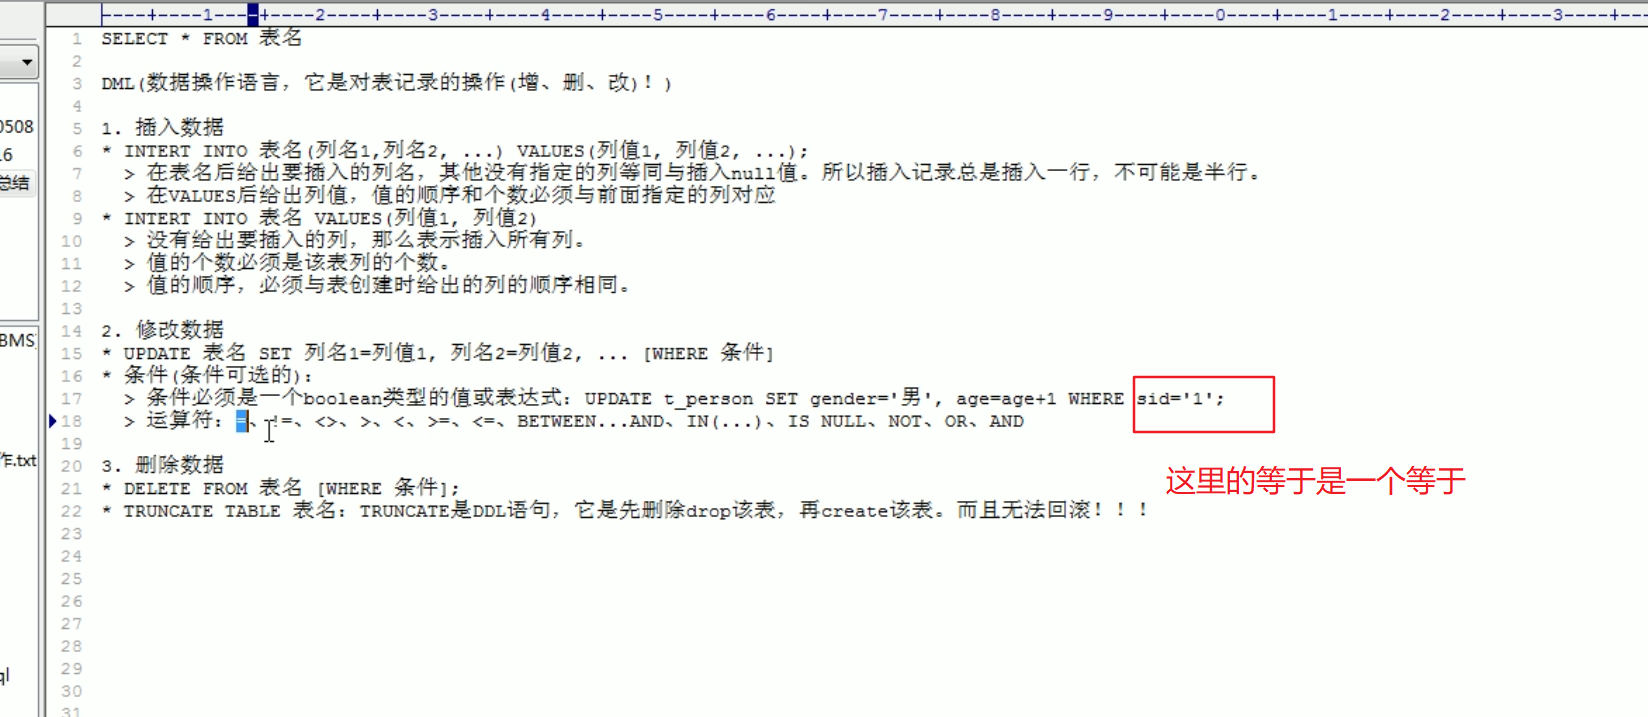 ----+----1----+----2----+----3----+----4----+----5----+----6----+----7----+----8----+----9----+----0----+----1----+----2----+----3----+--
1 SELECT * FROM 表名
2
3 DML(数据操作语言，它是对表记录的操作(增、删、改)！)
4
0508
5 1. 插入数据
6 * INTERT INTO 表名(列名1,列名2, ...) VALUES(列值1, 列值2, ...);
.6
7 > 在表名后给出要插入的列名，其他没有指定的列等同与插入null值。所以插入记录总是插入一行，不可能是半行。
总结
8 > 在VALUES后给出列值，值的顺序和个数必须与前面指定的列对应
9 * INTERT INTO 表名 VALUES(列值1, 列值2)
10 > 没有给出要插入的列，那么表示插入所有列。
11 > 值的个数必须是该表列的个数。
12 > 值的顺序，必须与表创建时给出的列的顺序相同。
13
14 2. 修改数据
BMS
15 * UPDATE 表名 SET 列名1=列值1, 列名2=列值2, ... [WHERE 条件]
16 * 条件(条件可选的):
17 > 条件必须是一个boolean类型的值或表达式：UPDATE t_person SET gender='男', age=age+1 WHERE sid='1';
18 > 运算符：=、!=、<>、>、<、>=、<=、BETWEEN...AND、IN(...)、IS NULL、NOT、OR、AND
19
作.txt
20 3. 删除数据
21 * DELETE FROM 表名 [WHERE 条件];
这里的等于是一个等于
22 * TRUNCATE TABLE 表名：TRUNCATE是DDL语句，它是先删除drop该表，再create该表。而且无法回滚！！！
23
24
25
26
27
28
29
ql
30
31